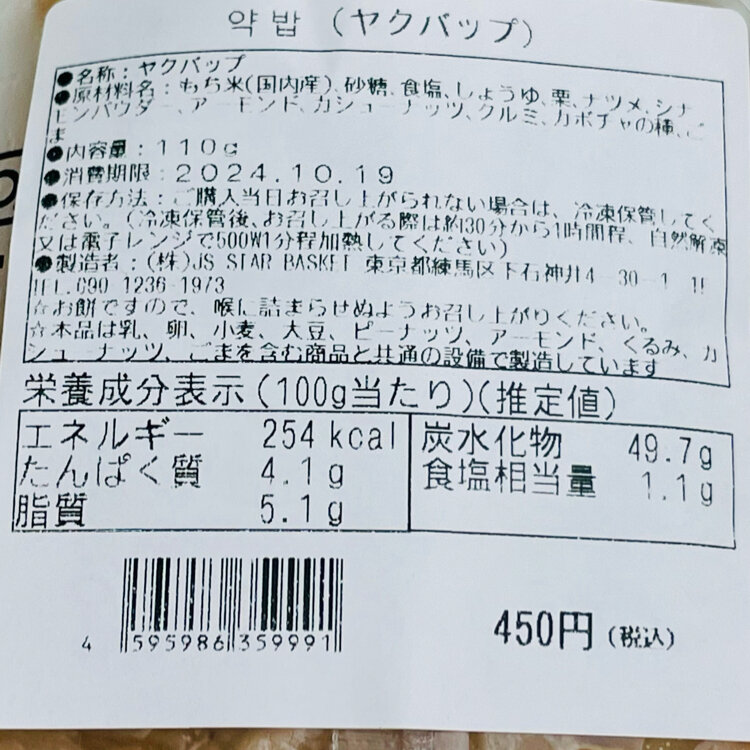 약밥 (ヤクバップ)
●名称：ヤクバップ
●原材料名：もち米(国内産)、砂糖、食塩、しょうゆ、栗、ナツメ、シナ
モンパウダー、アーモンド、カシューナッツ、クルミ、カボチャの種、ご
ま
●内容量：110g
●消費期限：2024.10.19
●保存方法：ご購入当日お召し上がられない場合は、冷凍保管してく
ださい。(冷凍保管後、お召し上がる際は約30分から1時間程、自然解凍
又は電子レンジで500W1分程加熱してください)
●製造者：(株)JS STAR BASKET 東京都練馬区下石神井4-30-1 1F
TEL.090-1236-1973
☆お餅ですので、喉に詰まらせぬようお召し上がりください。
☆本品は乳、卵、小麦、大豆、ピーナッツ、アーモンド、くるみ、カ
シューナッツ、ごまを含む商品と共通の設備で製造しています
栄養成分表示(100g当たり)(推定値)
エネルギー 254kcal 炭水化物 49.7g
たんぱく質 4.1g 食塩相当量 1.1g
脂質 5.1g
4 595986 359991
450円(税込)